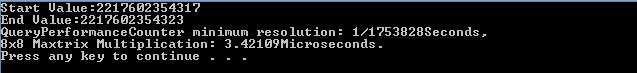 Start Value:2217602354317
End Value:2217602354323
QueryPerformanceCounter minimum resolution: 1/1753828Seconds,
8x8 Maxtrix Multiplication: 3.42109Microseconds.
Press any key to continue . . .